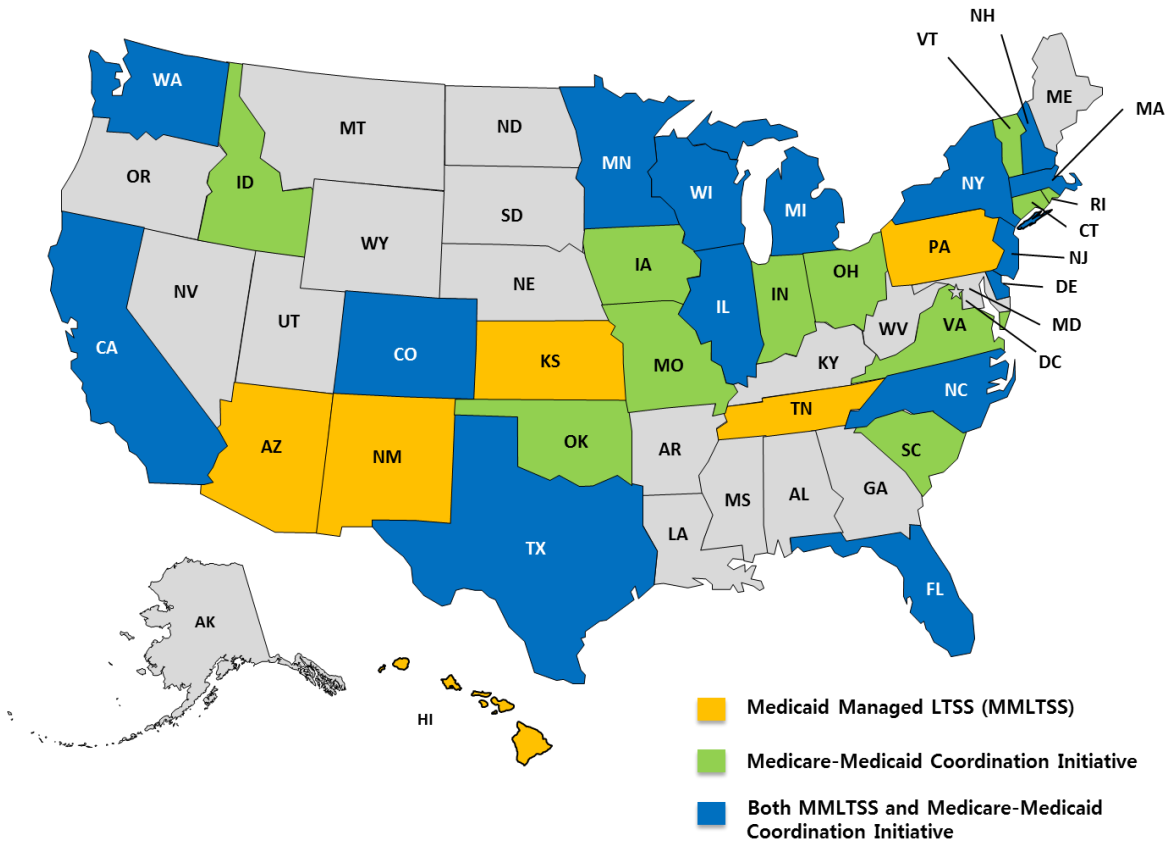 NH
VT
WA
ME
MA
MT
ND
MN
OR
ID
WI
NY
MI
SD
RI
CT
WY
PA
NJ
IA
OH
NE
DE
NV
IN
IL
UT
VA
MD
WV
CA
CO
KS
MO
KY
DC
NC
TN
AZ
OK
AR
SC
NM
GA
MS
AL
LA
TX
FL
AK
HI
Medicaid Managed LTSS (MMLTSS)
Medicare-Medicaid Coordination Initiative
Both MMLTSS and Medicare-Medicaid
Coordination Initiative